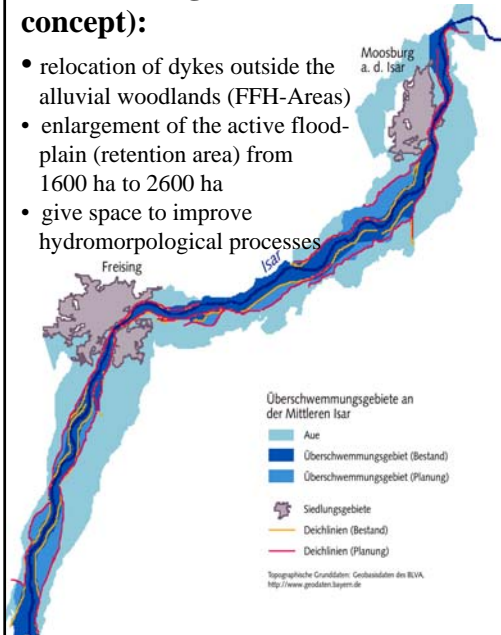 concept):
• relocation of dykes outside the
alluvial woodlands (FFH-Areas)
• enlargement of the active flood-
plain (retention area) from
1600 ha to 2600 ha
• give space to improve
hydromorpological processes
Moosburg
a. d. Isar
Isar
Freising
Überschwemmungsgebiete an
der Mittleren Isar
Aue
Überschwemmungsgebiet (Bestand)
Überschwemmungsgebiet (Planung)
Siedlungsgebiete
Deichlinien (Bestand)
Deichlinien (Planung)
Topographische Grunddaten: Geobasisdaten des BLVA,
http://www.geodaten.bayern.de